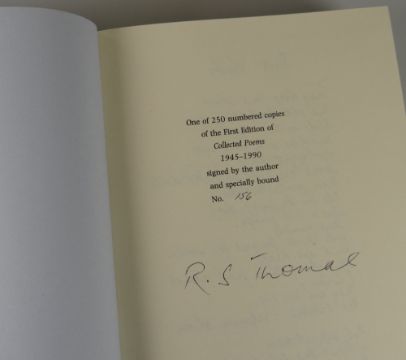 One of 250 numbered copies
of the First Edition of
Collected Poems
1945–1990
signed by the author
and specially bound
No. 156
R. S Thomas